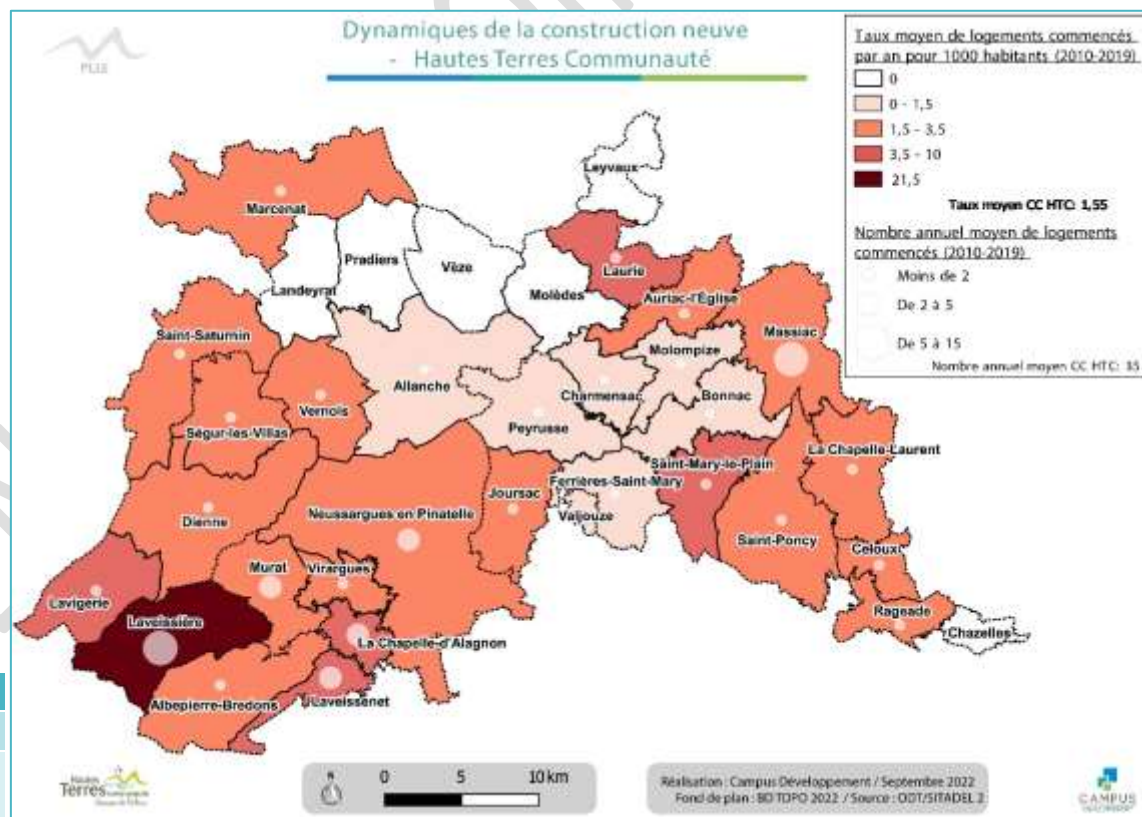 PLUi
Dynamiques de la construction neuve
- Hautes Terres Communauté
Taux moyen de logements commencés
par an pour 1000 habitants (2010-2019)
0
0 - 1,5
1,5 - 3,5
3,5 - 10
21,5
Taux moyen CC HTC: 1,55
Nombre annuel moyen de logements
commencés (2010-2019)
Moins de 2
De 2 à 5
De 5 à 15
Nombre annuel moyen CC HTC:
Leyvaux
Marcenat
Pradiers
Vèze
Laurie
Landeyrat
Molèdes
Auriac-l'Église
Massiac
Saint-Saturnin
Molompize
Allanche
Charmensac
Bonnac
Vernols
Peyrusse
Ségur-les-Villas
La Chapelle-Laurent
Saint-Mary-le-Plain
Ferrières-Saint-Mary
Joursac
Neussargues en Pinatelle
Valjouze
Dienne
Saint-Poncy
Celoux
Murat
Virargues
Lavigerie
Rageade
Laveissière
Chazelles
La Chapelle-d'Alagnon
Laveissenet
Albepierre-Bredons
Hautes
Terres
N
0 5 10 km
Réalisation : Campus Développement / Septembre 2022
Fond de plan : BD TOPO 2022 / Source : ODT/SITADEL 2
CAMPUS